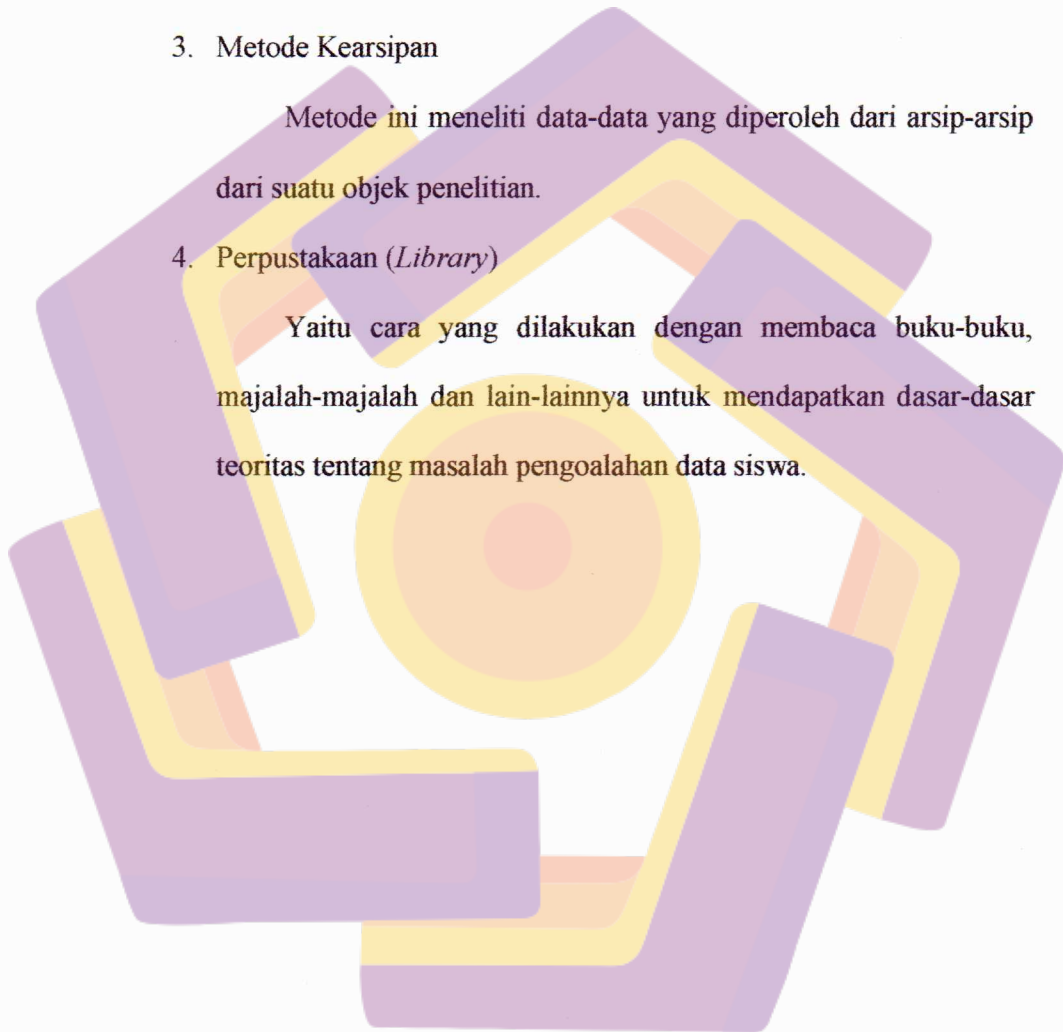 3. Metode Kearsipan
Metode ini meneliti data-data yang diperoleh dari arsip-arsip
dari suatu objek penelitian.
4. Perpustakaan (Library)
Yaitu cara yang dilakukan dengan membaca buku-buku,
majalah-majalah dan lain-lainnya untuk mendapatkan dasar-dasar
teoritas tentang masalah pengoalahan data siswa.